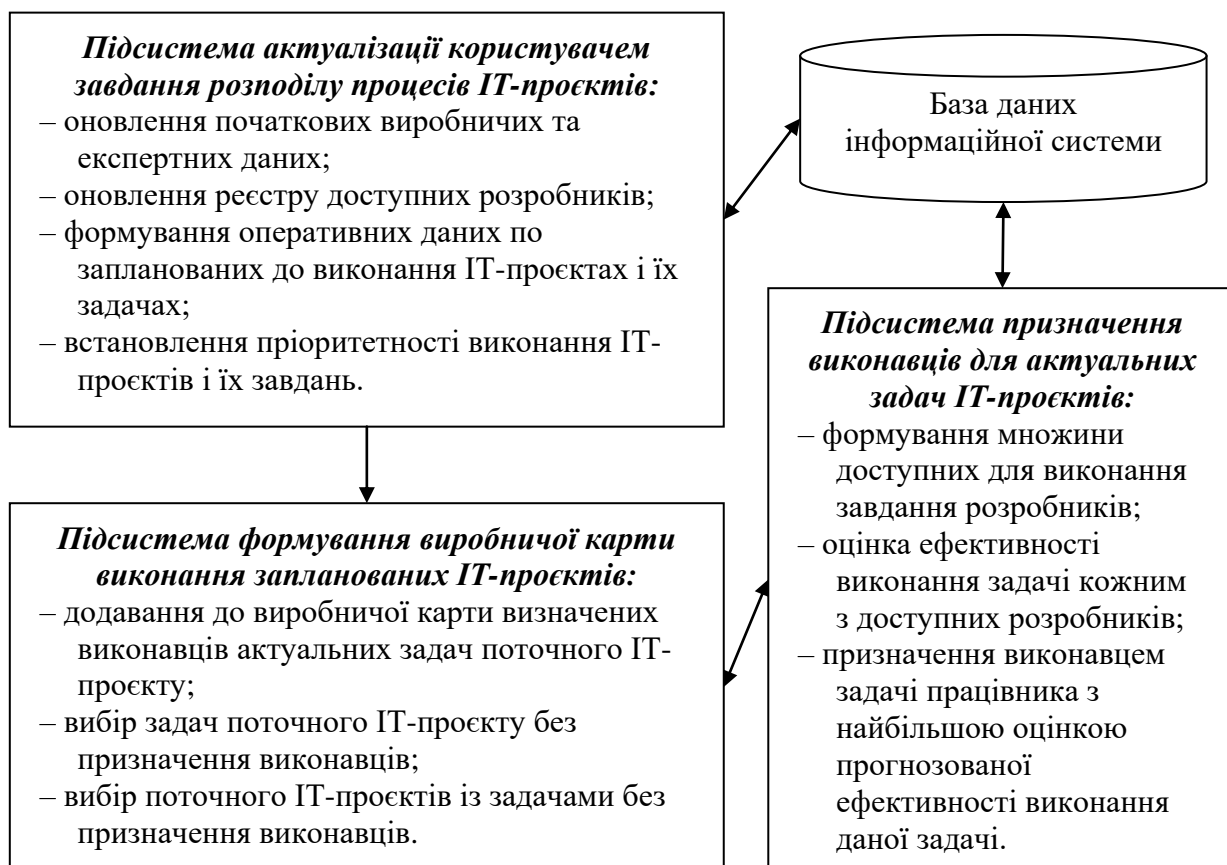 Підсистема актуалізації користувачем
завдання розподілу процесів ІТ-проєктів:
– оновлення початкових виробничих та
експертних даних;
– оновлення реєстру доступних розробників;
– формування оперативних даних по
запланованих до виконання ІТ-проєктах і їх
задачах;
– встановлення пріоритетності виконання ІТ-
проєктів і їх завдань.
База даних
інформаційної системи
Підсистема формування виробничої карти
виконання запланованих ІТ-проєктів:
– додавання до виробничої карти визначених
виконавців актуальних задач поточного ІТ-
проєкту;
– вибір задач поточного ІТ-проєкту без
призначення виконавців;
– вибір поточного ІТ-проєктів із задачами без
призначення виконавців.
Підсистема призначення
виконавців для актуальних
задач ІТ-проєктів:
– формування множини
доступних для виконання
завдання розробників;
– оцінка ефективності
виконання задачі кожним
з доступних розробників;
– призначення виконавцем
задачі працівника з
найбільшою оцінкою
прогнозованої
ефективності виконання
даної задачі.